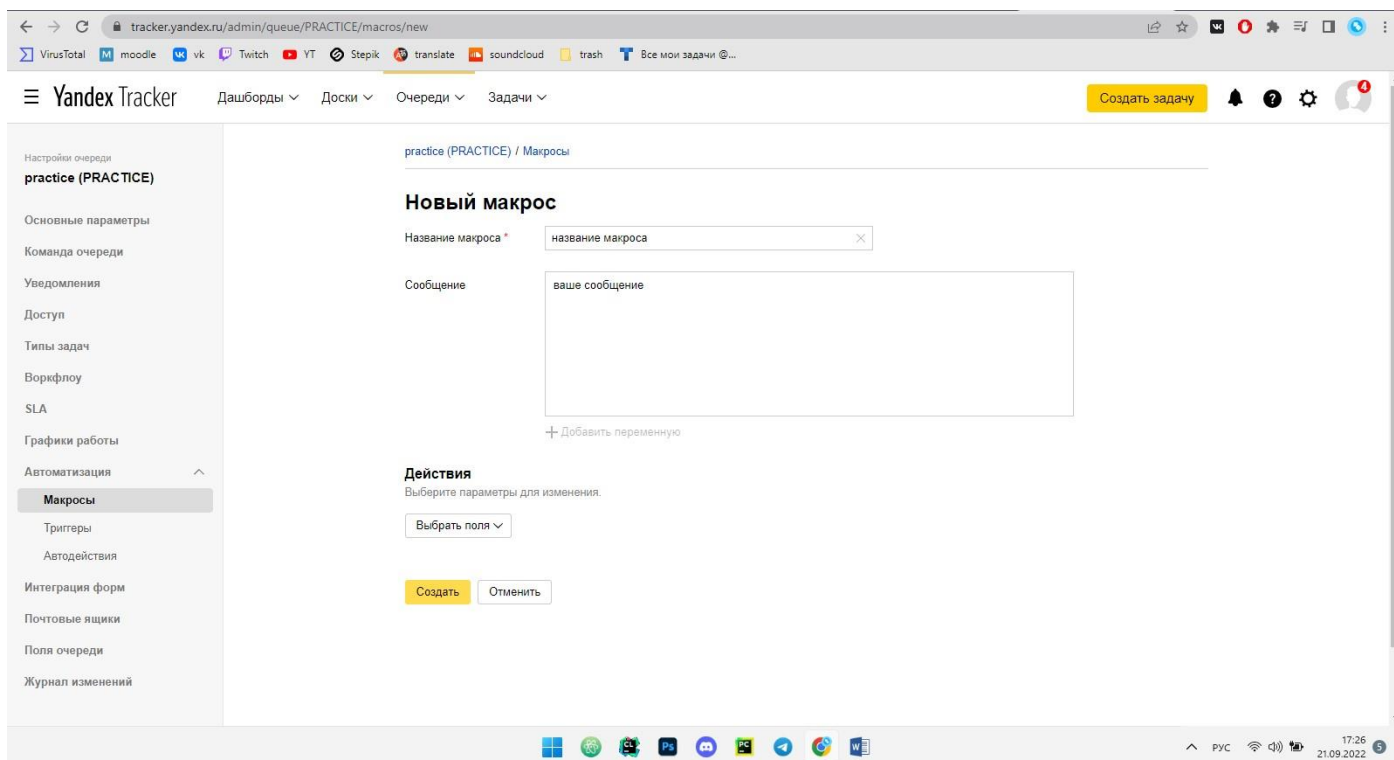 tracker.yandex.ru/admin/queue/PRACTICE/macros/new
VirusTotal moodle vk Twitch YT Stepik translate soundcloud trash Все мои задачи @...
Yandex Tracker Дашборды Доски Очереди Задачи Создать задачу 4
Настройки очереди
practice (PRACTICE)
Основные параметры
Команда очереди
Уведомления
Доступ
Типы задач
Воркфлоу
SLA
Графики работы
Автоматизация
Макросы
Триггеры
Автодействия
Интеграция форм
Почтовые ящики
Поля очереди
Журнал изменений
practice (PRACTICE) / Макросы
Новый макрос
Название макроса * название макроса
Сообщение ваше сообщение
Добавить переменную
Действия
Выберите параметры для изменения.
Выбрать поля
Создать Отменить
РУС 17:26
21.09.2022 5